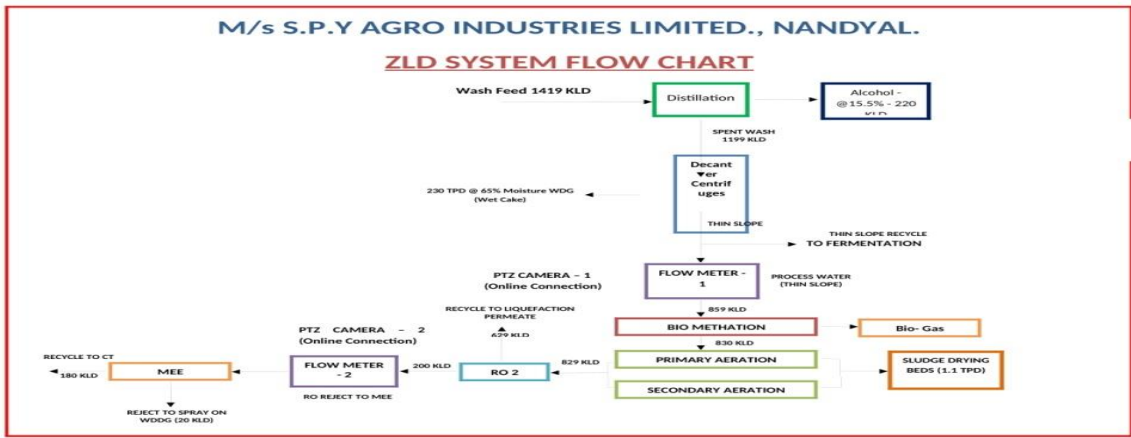 M/s S.P.Y AGRO INDUSTRIES LIMITED., NANDYAL.
ZLD SYSTEM FLOW CHART
Wash Feed 1419 KLD
Distillation
Alcohol -
@15.5% - 220
KLD
SPENT WASH
1199 KLD
Decant
er
Centrif
uges
230 TPD @ 65% Moisture WDG
(Wet Cake)
THIN SLOPE
THIN SLOPE RECYCLE
TO FERMENTATION
PTZ CAMERA – 1
(Online Connection)
FLOW METER -
1
PROCESS WATER
(THIN SLOPE)
859 KLD
RECYCLE TO LIQUEFACTION
PERMEATE
629 KLD
BIO METHATION
Bio- Gas
830 KLD
PTZ CAMERA – 2
(Online Connection)
RECYCLE TO CT
180 KLD
MEE
FLOW METER
- 2
200 KLD
RO 2
829 KLD
PRIMARY AERATION
SECONDARY AERATION
SLUDGE DRYING
BEDS (1.1 TPD)
RO REJECT TO MEE
REJECT TO SPRAY ON
WDDG (20 KLD)